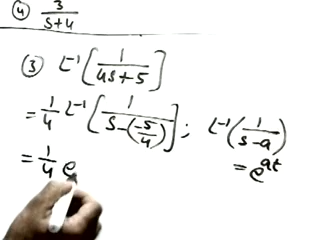 ④ 3/(s+4)
③ L⁻¹[1/(4s+5)]
= 1/4 L⁻¹[1/(s-(-5/4))] ; L⁻¹(1/(s-a))
= 1/4 e = e^{at}